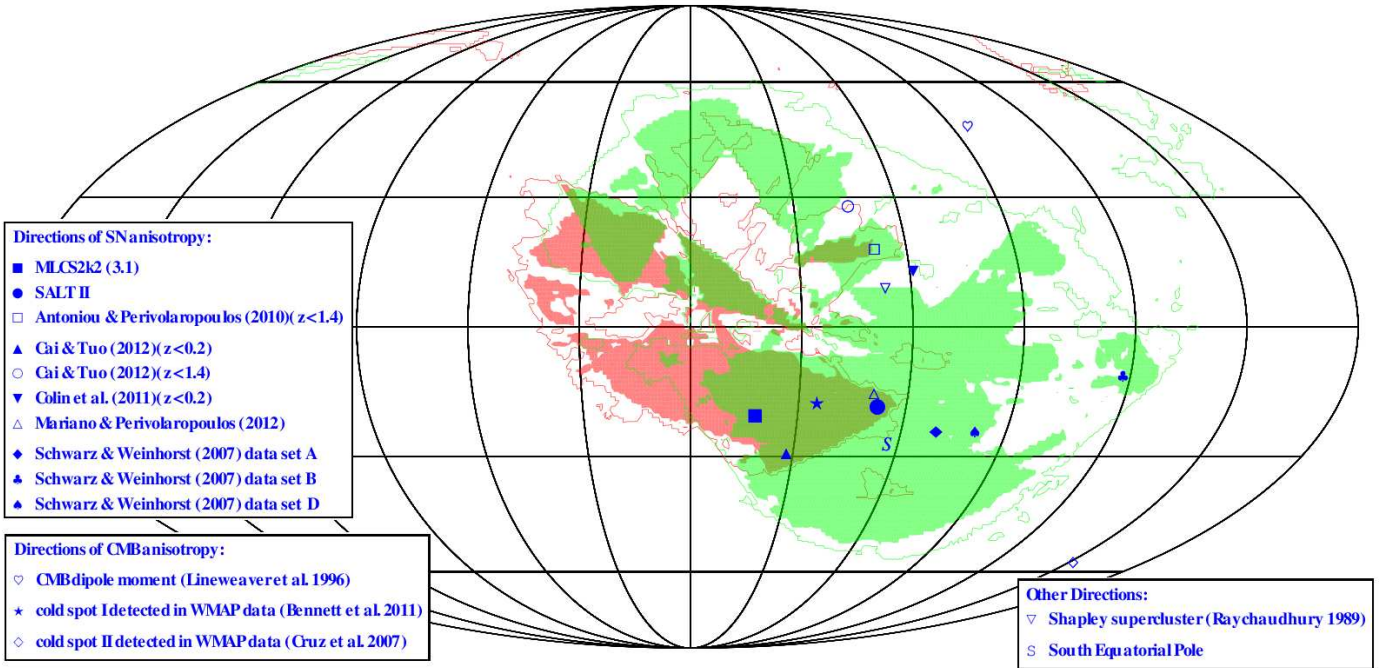 S
Directions of SN anisotropy:
MLCS2k2 (3.1)
SALT II
Antoniou & Perivolaropoulos (2010)( z<1.4)
Cai & Tuo (2012)( z<0.2)
Cai & Tuo (2012)( z<1.4)
Colin et al. (2011)( z<0.2)
Mariano & Perivolaropoulos (2012)
Schwarz & Weinhorst (2007) data set A
Schwarz & Weinhorst (2007) data set B
Schwarz & Weinhorst (2007) data set D
Directions of CMB anisotropy:
CMB dipole moment (Lineweaver et al. 1996)
cold spot I detected in WMAP data (Bennett et al. 2011)
cold spot II detected in WMAP data (Cruz et al. 2007)
Other Directions:
Shapley supercluster (Raychaudhury 1989)
S South Equatorial Pole